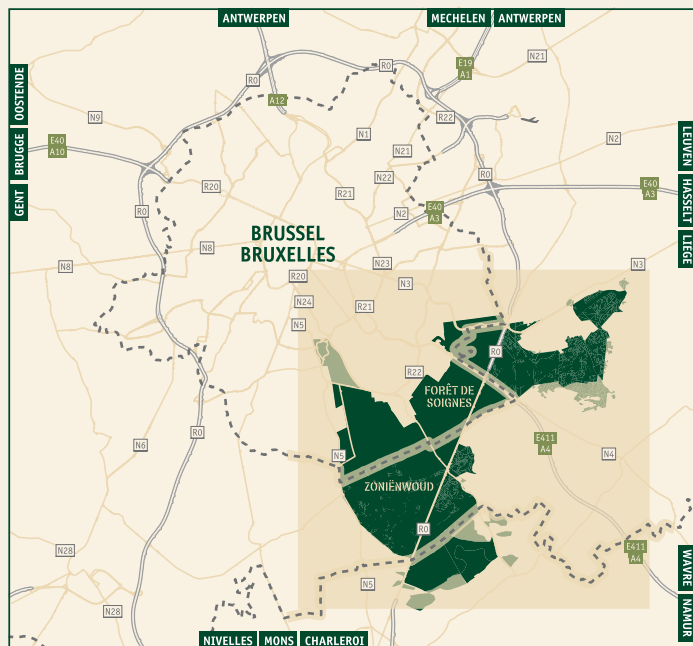 ANTWERPEN
MECHELEN ANTWERPEN
N21
R0
R0
E19
A1
OOSTENDE
A12
N9
R22
E40
A10
BRUGGE
N1
N2
LEUVEN
N21
R0
N22
E40
A3
HASSELT
GENT
R20
R21
R0
N2
E40
A3
LIEGE
BRUSSEL
BRUXELLES
N8
N8
N23
N3
R20
N3
N24
R21
N5
R0
R22
FORÊT DE
SOIGNES
R0
N6
E411
A4
N5
N4
ZONIËNWOUD
R0
N28
E411
A4
WAVRE
N5
NAMUR
N28
NIVELLES MONS CHARLEROI